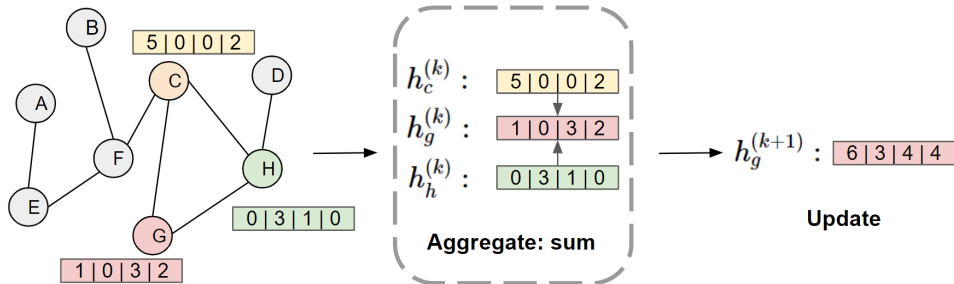 B
5 | 0 | 0 | 2
C
D
A
F
H
E
G
0 | 3 | 1 | 0
1 | 0 | 3 | 2
h_c^{(k)} : 5 | 0 | 0 | 2
h_g^{(k)} : 1 | 0 | 3 | 2
h_h^{(k)} : 0 | 3 | 1 | 0
Aggregate: sum
h_g^{(k+1)} : 6 | 3 | 4 | 4
Update